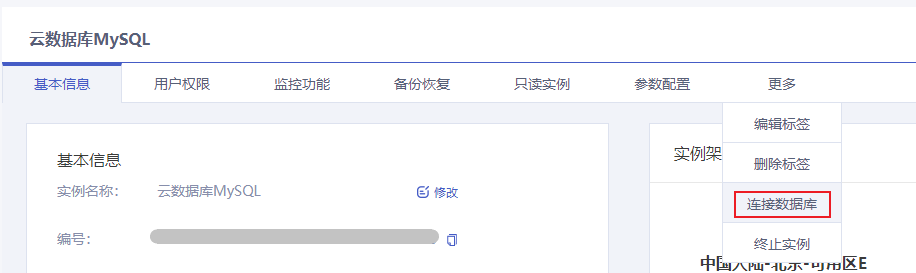 云数据库MySQL
基本信息 用户权限 监控功能 备份恢复 只读实例 参数配置 更多
编辑标签
删除标签
连接数据库
终止实例
基本信息
实例名称： 云数据库MySQL 修改
编号：
实例架
中国大陆-北京-可用区E